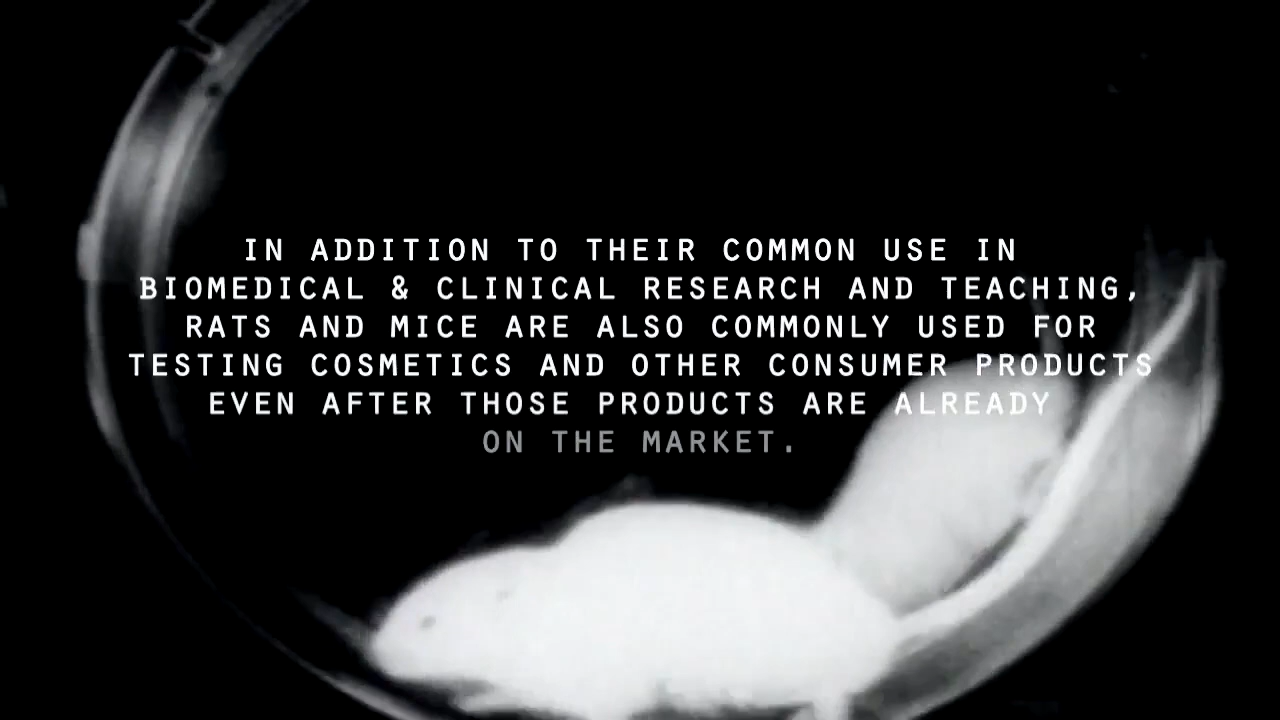 IN ADDITION TO THEIR COMMON USE IN
BIOMEDICAL & CLINICAL RESEARCH AND TEACHING,
RATS AND MICE ARE ALSO COMMONLY USED FOR
TESTING COSMETICS AND OTHER CONSUMER PRODUCTS
EVEN AFTER THOSE PRODUCTS ARE ALREADY
ON THE MARKET.